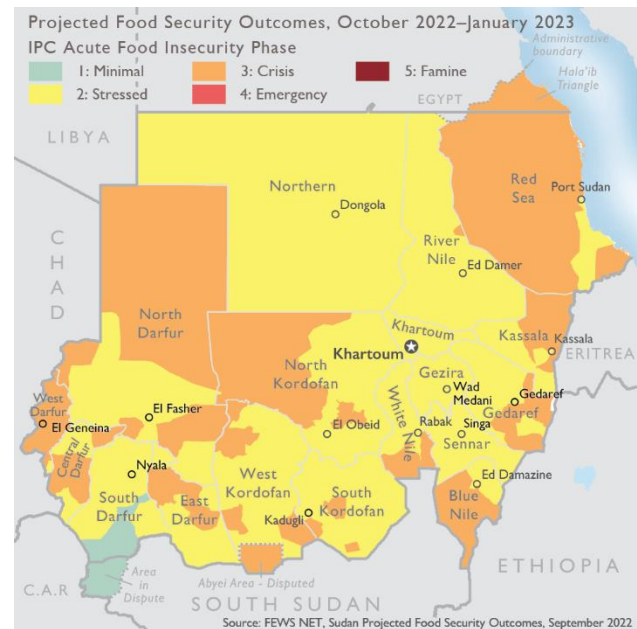 Projected Food Security Outcomes, October 2022–January 2023
IPC Acute Food Insecurity Phase
1: Minimal
3: Crisis
5: Famine
2: Stressed
4: Emergency
Administrative
boundary
Hala'ib
Triangle
EGYPT
LIBYA
CHAD
Northern
Dongola
Red
Sea
Port Sudan
River
Nile
Ed Damer
North
Darfur
Khartoum
Khartoum
Kassala
Kassala
ERITREA
North
Kordofan
Gezira
Wad
Medani
Gedaref
Gedaref
West
Darfur
El Geneina
El Fasher
El Obeid
White Nile
Rabak
Singa
Sennar
Central
Darfur
Nyala
South
Darfur
East
Darfur
West
Kordofan
South
Kordofan
Kadugli
Ed Damazine
Blue
Nile
Area
in
Dispute
Abyei Area - Disputed
C.A.R
SOUTH SUDAN
ETHIOPIA
Source: FEWS NET, Sudan Projected Food Security Outcomes, September 2022